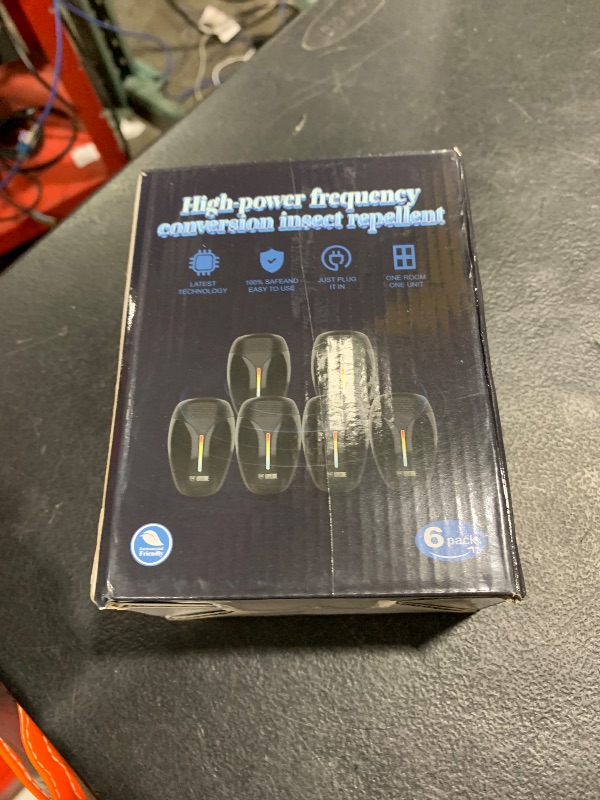 High-power frequency
conversion insect repellent
LATEST
TECHNOLOGY
100% SAFEAND
EASY TO USE
JUST PLUG
IT IN
ONE ROOM
ONE UNIT
Friendly
6 pack